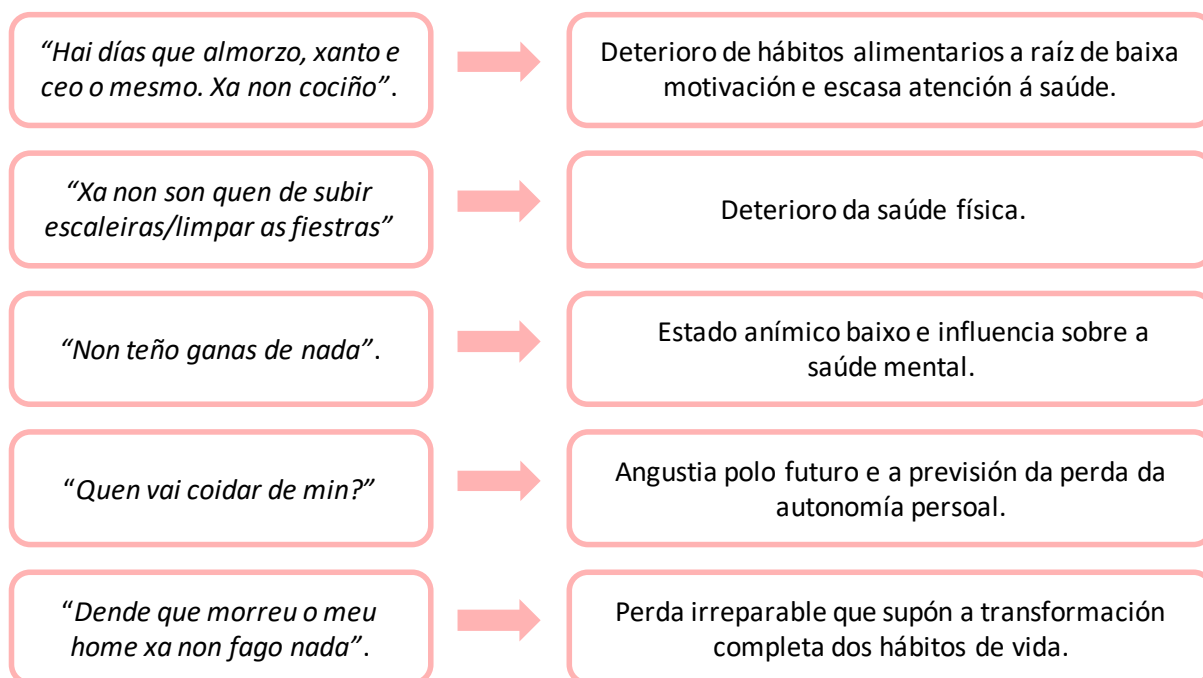 “Hai días que almorzo, xanto e
ceo o mesmo. Xa non cociño”.
Deterioro de hábitos alimentarios a raíz de baixa
motivación e escasa atención á saúde.
“Xa non son quen de subir
escaleiras/limpar as fiestras”
Deterioro da saúde física.
“Non teño ganas de nada”.
Estado anímico baixo e influencia sobre a
saúde mental.
“Quen vai coidar de min?”
Angustia polo futuro e a previsión da perda da
autonomía persoal.
“Dende que morreu o meu
home xa non fago nada”.
Perda irreparable que supón a transformación
completa dos hábitos de vida.